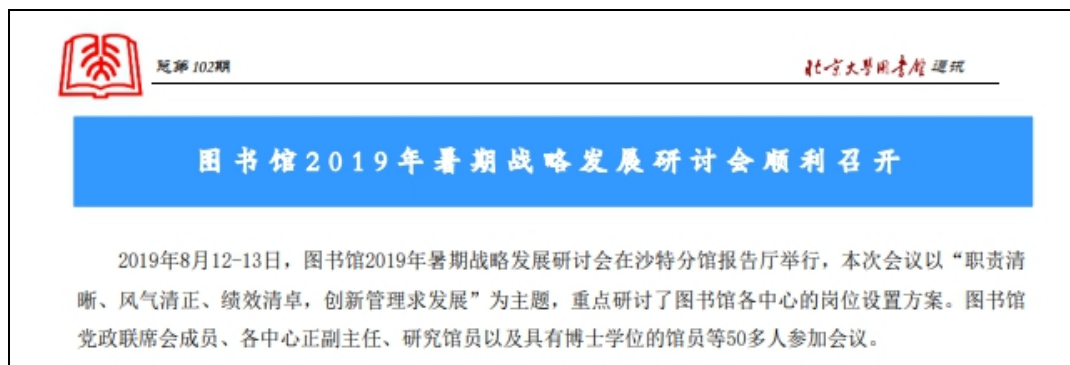 总第102期
北京大学图书馆 通讯
图书馆2019年暑期战略发展研讨会顺利召开
2019年8月12-13日，图书馆2019年暑期战略发展研讨会在沙特分馆报告厅举行，本次会议以“职责清
晰、风气清正、绩效清卓，创新管理求发展”为主题，重点研讨了图书馆各中心的岗位设置方案。图书馆
党政联席会成员、各中心正副主任、研究馆员以及具有博士学位的馆员等50多人参加会议。